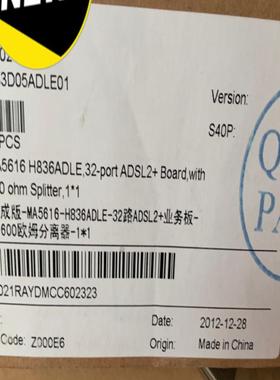 NEW
02
3D05ADLE01
Version:
PCS
S40P:
A5616 H836ADLE,32-port ADSL2+ Board,with
0 ohm Splitter,1*1
成版-MA5616-H836ADLE-32路ADSL2+业务板-
600欧姆分离器-1*1
Q
PA
021RAYDMCC602323
Date: 2012-12-28
Code: Z000E6
Origin: Made in China